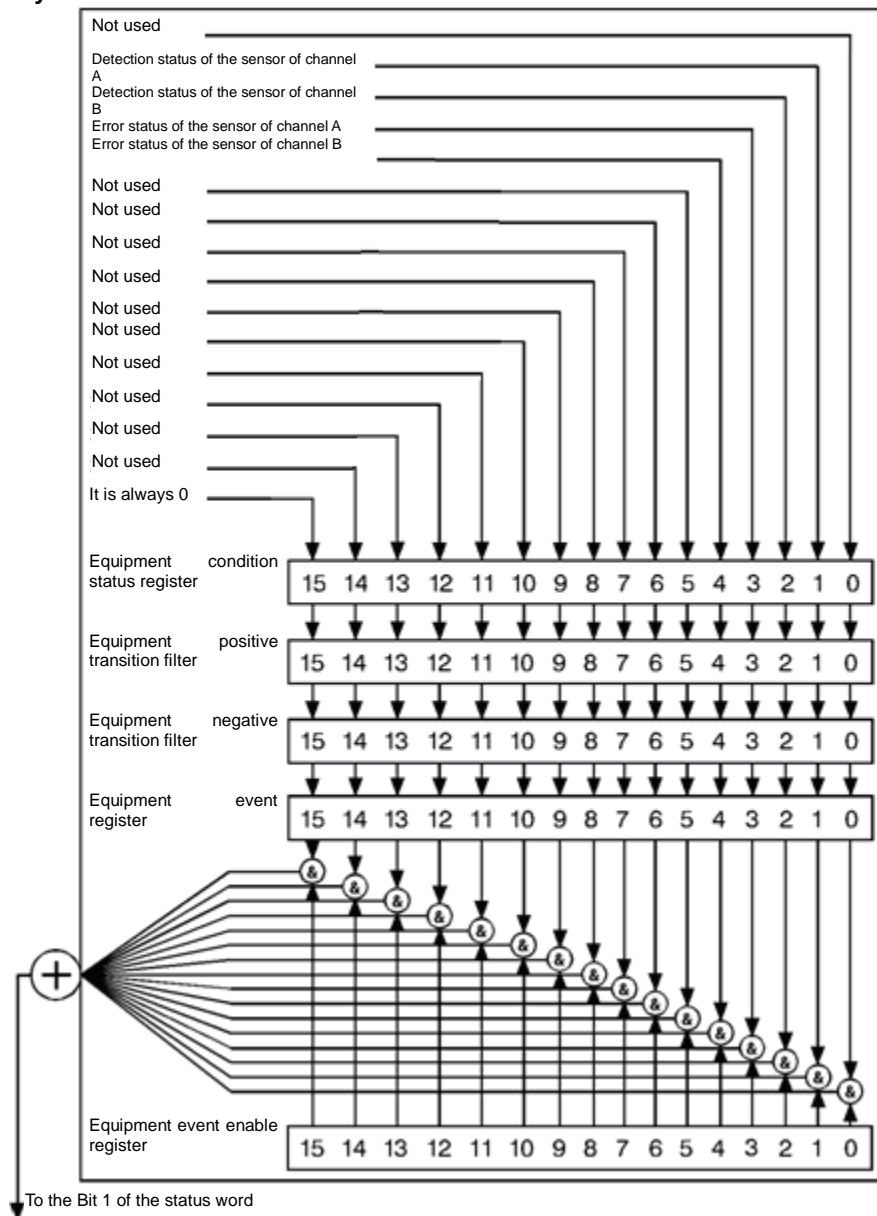 Not used
Detection status of the sensor of channel
A
Detection status of the sensor of channel
B
Error status of the sensor of channel A
Error status of the sensor of channel B
Not used
Not used
Not used
Not used
Not used
Not used
Not used
Not used
Not used
Not used
It is always 0
Equipment condition
status register
15 14 13 12 11 10 9 8 7 6 5 4 3 2 1 0
Equipment positive
transition filter
15 14 13 12 11 10 9 8 7 6 5 4 3 2 1 0
Equipment negative
transition filter
15 14 13 12 11 10 9 8 7 6 5 4 3 2 1 0
Equipment event
register
15 14 13 12 11 10 9 8 7 6 5 4 3 2 1 0
& & & & & & & & & & & & & & & &
+
Equipment event enable
register
15 14 13 12 11 10 9 8 7 6 5 4 3 2 1 0
To the Bit 1 of the status word